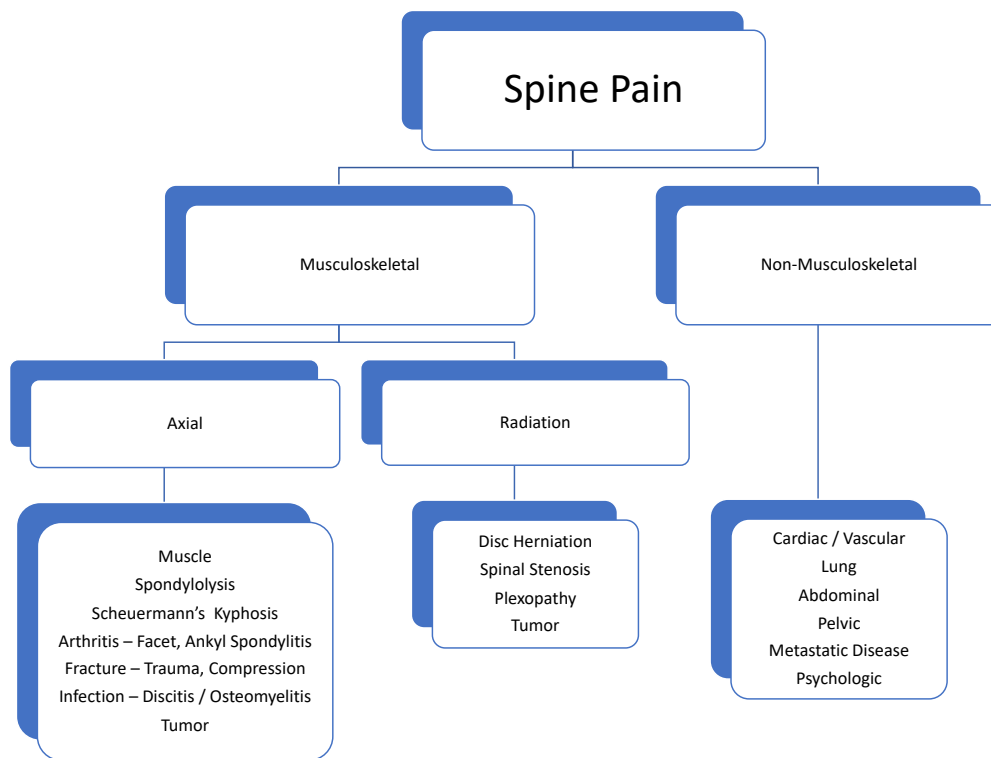 Spine Pain
Musculoskeletal
Non-Musculoskeletal
Axial
Radiation
Muscle
Spondylolysis
Scheuermann’s Kyphosis
Arthritis – Facet, Ankyl Spondylitis
Fracture – Trauma, Compression
Infection – Discitis / Osteomyelitis
Tumor
Disc Herniation
Spinal Stenosis
Plexopathy
Tumor
Cardiac / Vascular
Lung
Abdominal
Pelvic
Metastatic Disease
Psychologic